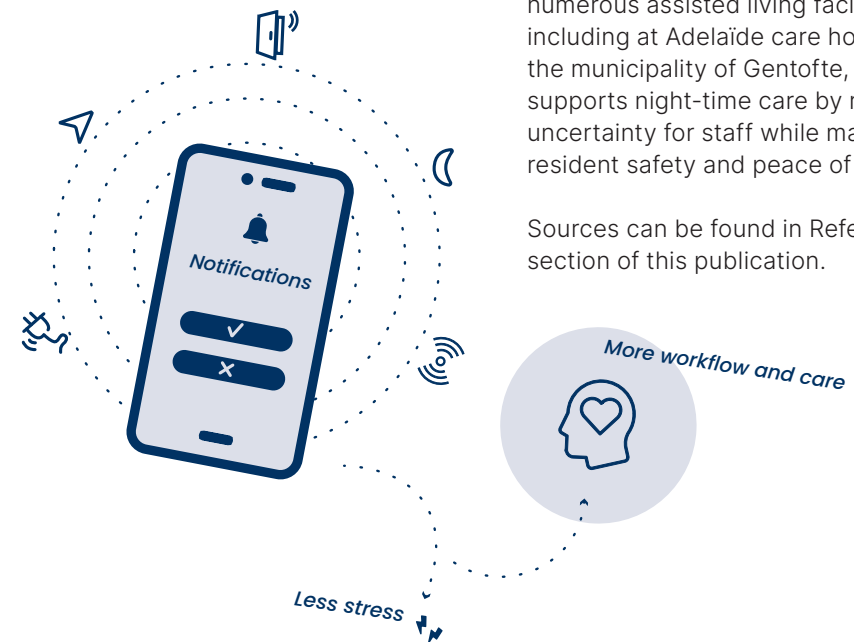 numerous assisted living
including at Adelaïde care
the municipality of Gentofte,
supports night-time care by
uncertainty for staff while
resident safety and peace of
Sources can be found in
section of this publication.
Notifications
More workflow and care
Less stress